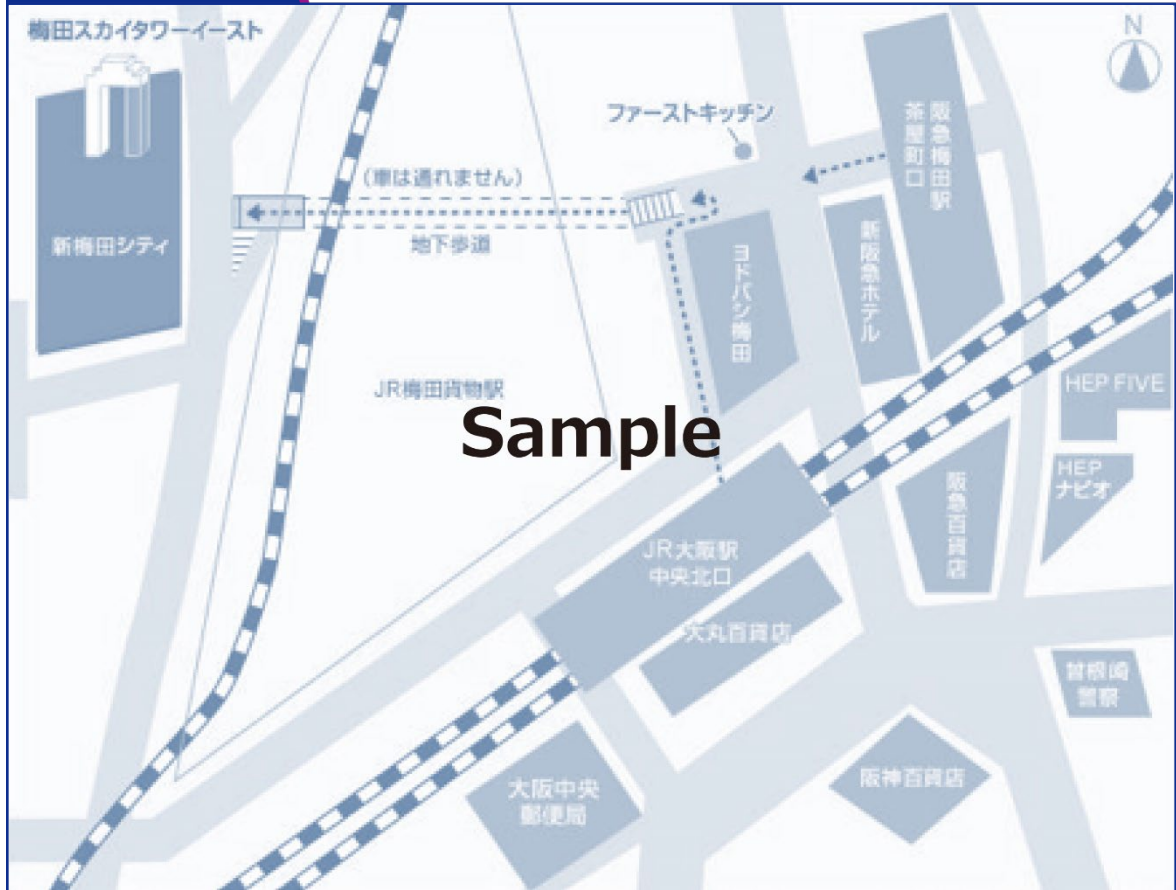 梅田スカイタワーイースト
N
ファーストキッチン
阪急梅田駅
茶屋町口
(車は通れません)
地下歩道
新梅田シティ
ヨドバシ梅田
新阪急ホテル
JR梅田貨物駅
HEP FIVE
Sample
HEP
ナビオ
阪急百貨店
JR大阪駅
中央北口
大丸百貨店
曽根崎
警察
阪神百貨店
大阪中央
郵便局